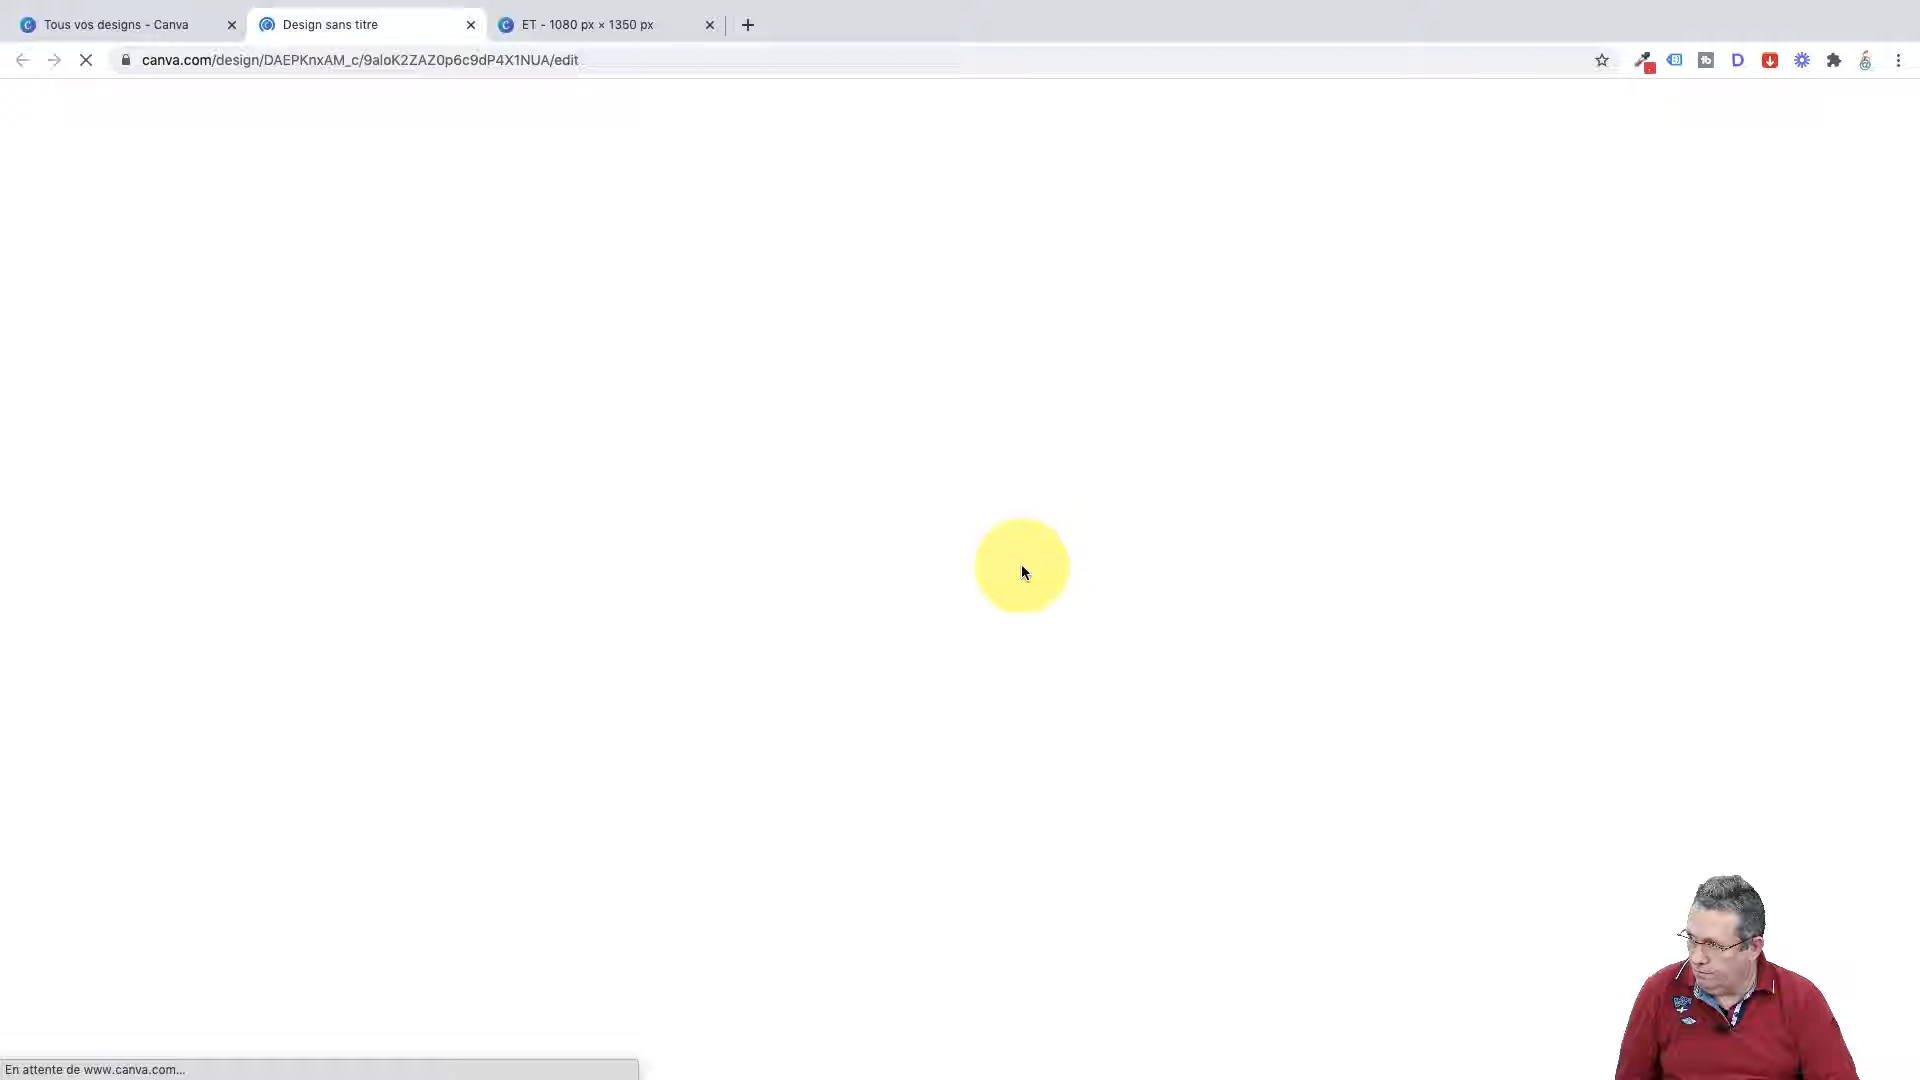 Tous vos designs - Canva
Design sans titre
ET - 1080 px × 1350 px
canva.com/design/DAEPKnxAM_c/9aloK2ZAZ0p6c9dP4X1NUA/edit
En attente de www.canva.com...